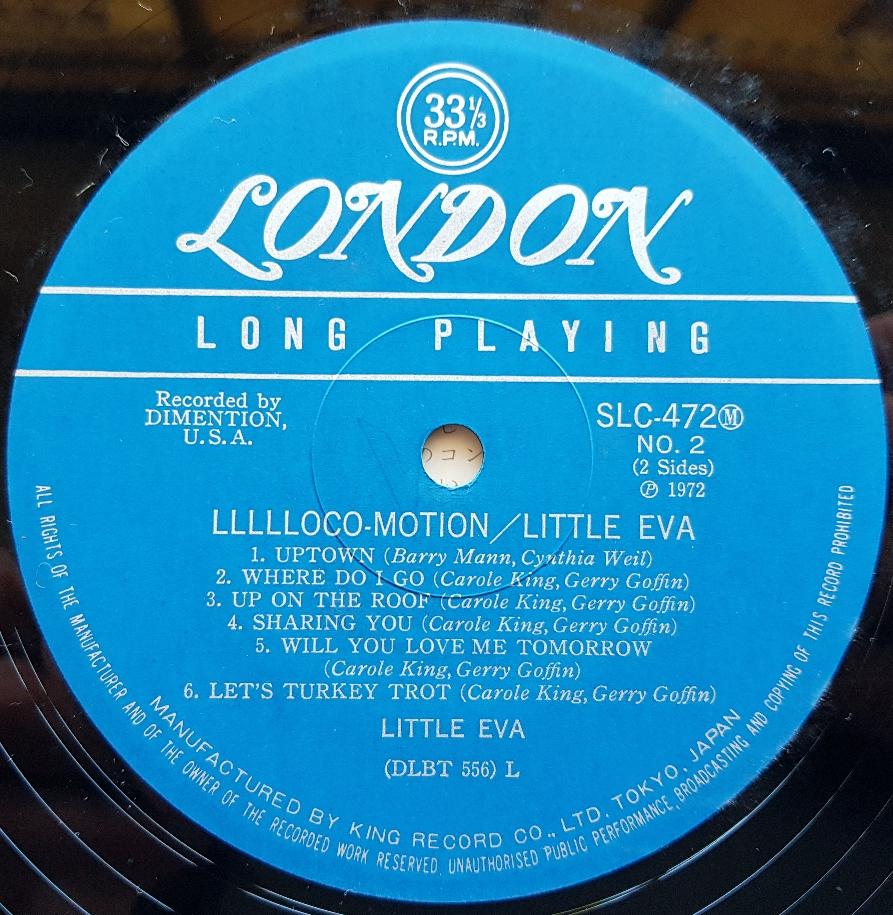 33 1/3
R.P.M.
LONDON
LONG PLAYING
Recorded by
DIMENTION,
U.S.A.
SLC-472Ⓜ
NO. 2
(2 Sides)
Ⓟ 1972
のコン
LLLLLOCO-MOTION/LITTLE EVA
1. UPTOWN (Barry Mann, Cynthia Weil)
2. WHERE DO I GO (Carole King, Gerry Goffin)
3. UP ON THE ROOF (Carole King, Gerry Goffin)
4. SHARING YOU (Carole King, Gerry Goffin)
5. WILL YOU LOVE ME TOMORROW
(Carole King, Gerry Goffin)
6. LET'S TURKEY TROT (Carole King, Gerry Goffin)
LITTLE EVA
(DLBT 556) L
MANUFACTURED BY KING RECORD CO., LTD. TOKYO. JAPAN
ALL RIGHTS OF THE MANUFACTURER AND OF THE OWNER OF THE RECORDED WORK RESERVED. UNAUTHORISED PUBLIC PERFORMANCE, BROADCASTING AND COPYING OF THIS RECORD PROHIBITED